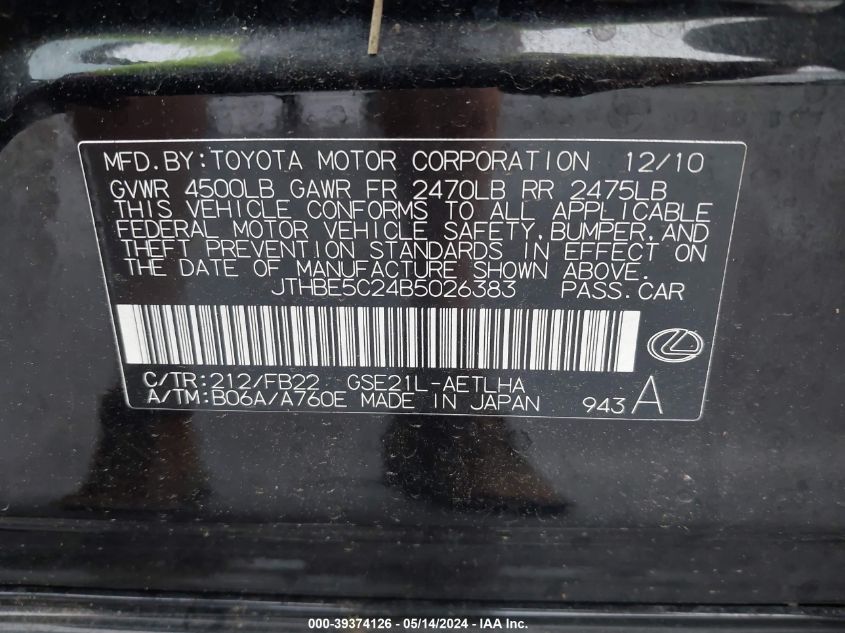 MFD.BY:TOYOTA MOTOR CORPORATION 12/10
GVWR 4500LB GAWR FR 2470LB RR 2475LB
THIS VEHICLE CONFORMS TO ALL APPLICABLE
FEDERAL MOTOR VEHICLE SAFETY,BUMPER,AND
THEFT PREVENTION STANDARDS IN EFFECT ON
THE DATE OF MANUFACTURE SHOWN ABOVE.
JTHBE5C24B5026383 PASS.CAR
C/TR:212/FB22 GSE21L-AETLHA
A/TM:B06A/A760E MADE IN JAPAN 943 A
000-39374126 - 05/14/2024 - IMPACT AUTO AUCTIONS, INC.